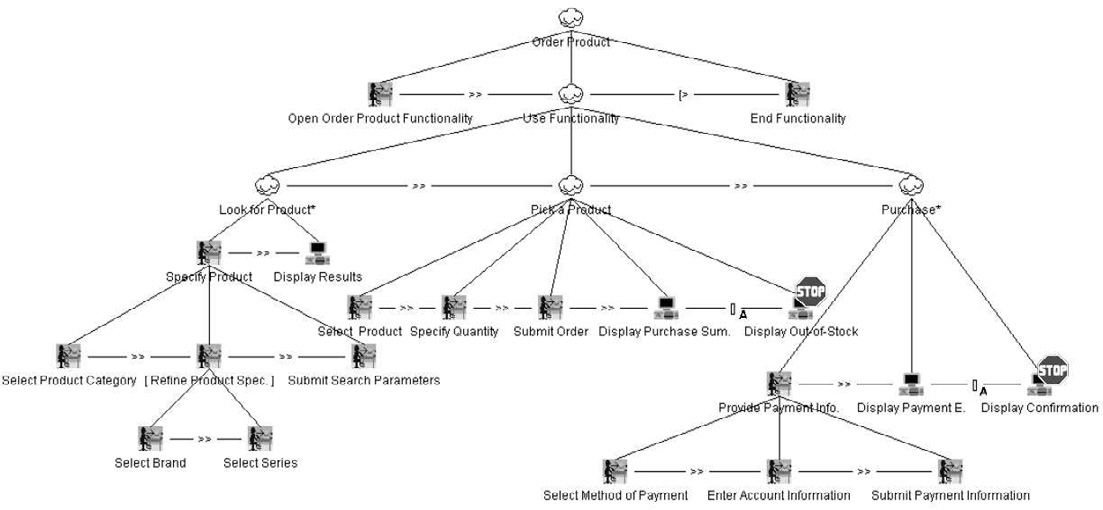 Order Product
>> [>
Open Order Product Functionality Use Functionality End Functionality
>> >>
Look for Product* Pick a Product Purchase*
>>
Specify Product Display Results
STOP
>> >> >> [] A
Select Product Specify Quantity Submit Order Display Purchase Sum. Display Out-of-Stock
>> >>
Select Product Category [ Refine Product Spec. ] Submit Search Parameters
STOP
>> [] A
Provide Payment Info. Display Payment E. Display Confirmation
>>
Select Brand Select Series
>> >>
Select Method of Payment Enter Account Information Submit Payment Information